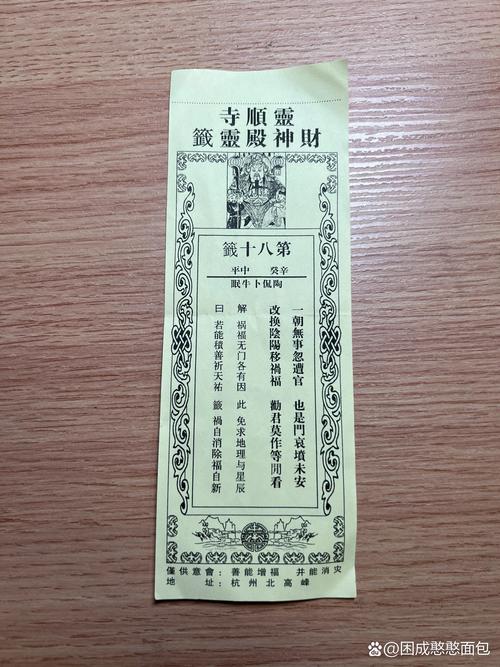 靈順寺
財神殿靈籤
第八十籤
辛癸 中平
陶侃卜牛眠
一朝無事忽遭官 也是門哀墳未安
改換陰陽移禍福 勸君莫作等閒看
解 祸福无门各有因 此 免求地理与星辰
曰 若能積善祈天祐 籤 禍自消除福自新
僅供意會：善能增福 并能消灾
地址：杭州北高峰
@困成憨憨面包